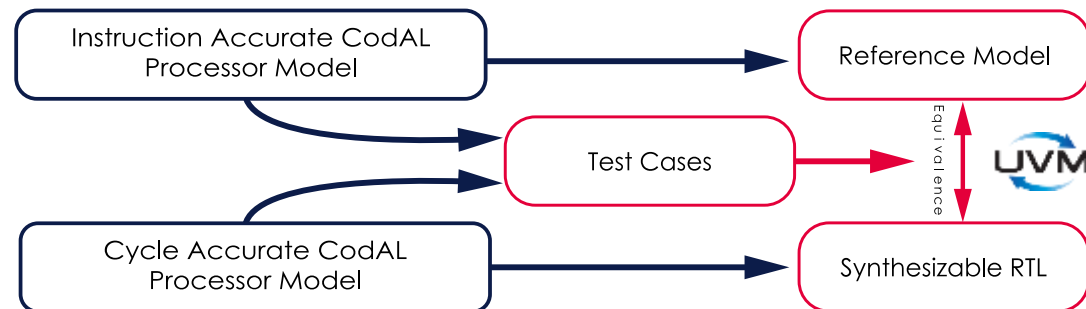 Instruction Accurate CodAL
Processor Model
Reference Model
Equivalence
UVM
Test Cases
Cycle Accurate CodAL
Processor Model
Synthesizable RTL